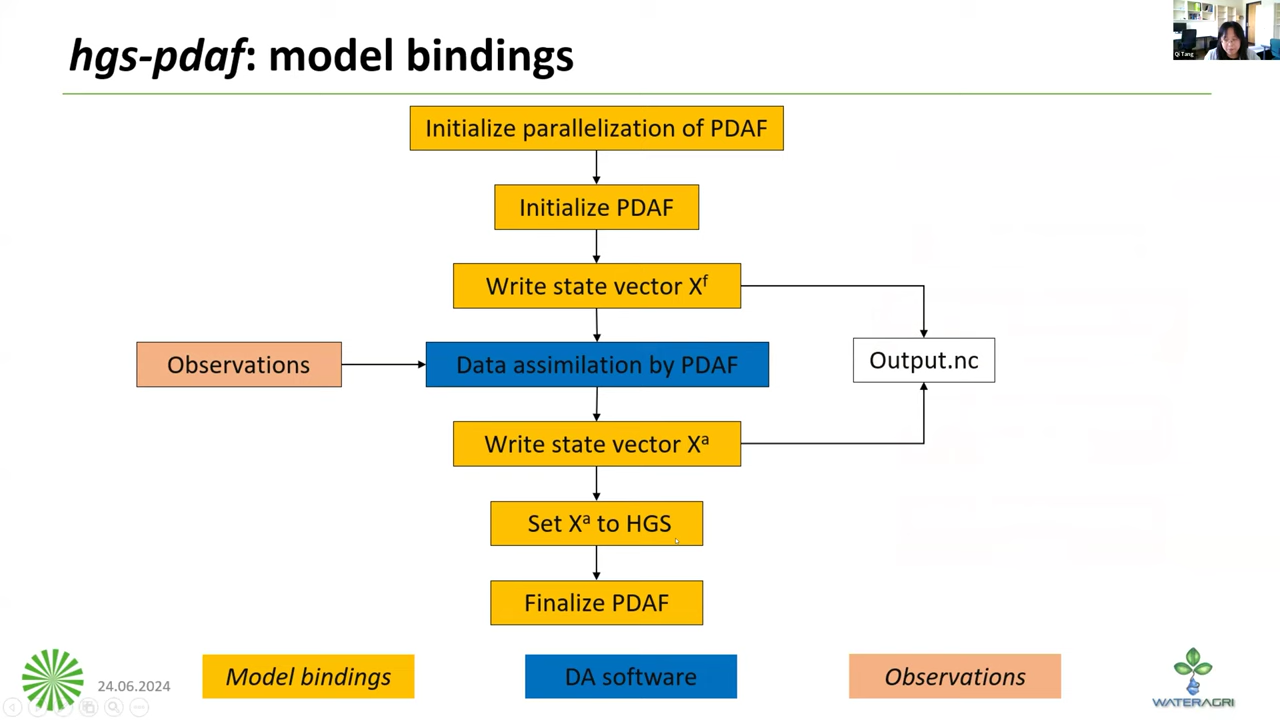 hgs-pdaf: model bindings
Qi Tang
Initialize parallelization of PDAF
Initialize PDAF
Write state vector Xᶠ
Observations
Data assimilation by PDAF
Output.nc
Write state vector Xᵃ
Set Xᵃ to HGS
Finalize PDAF
Model bindings
DA software
Observations
24.06.2024
WATERAGRI